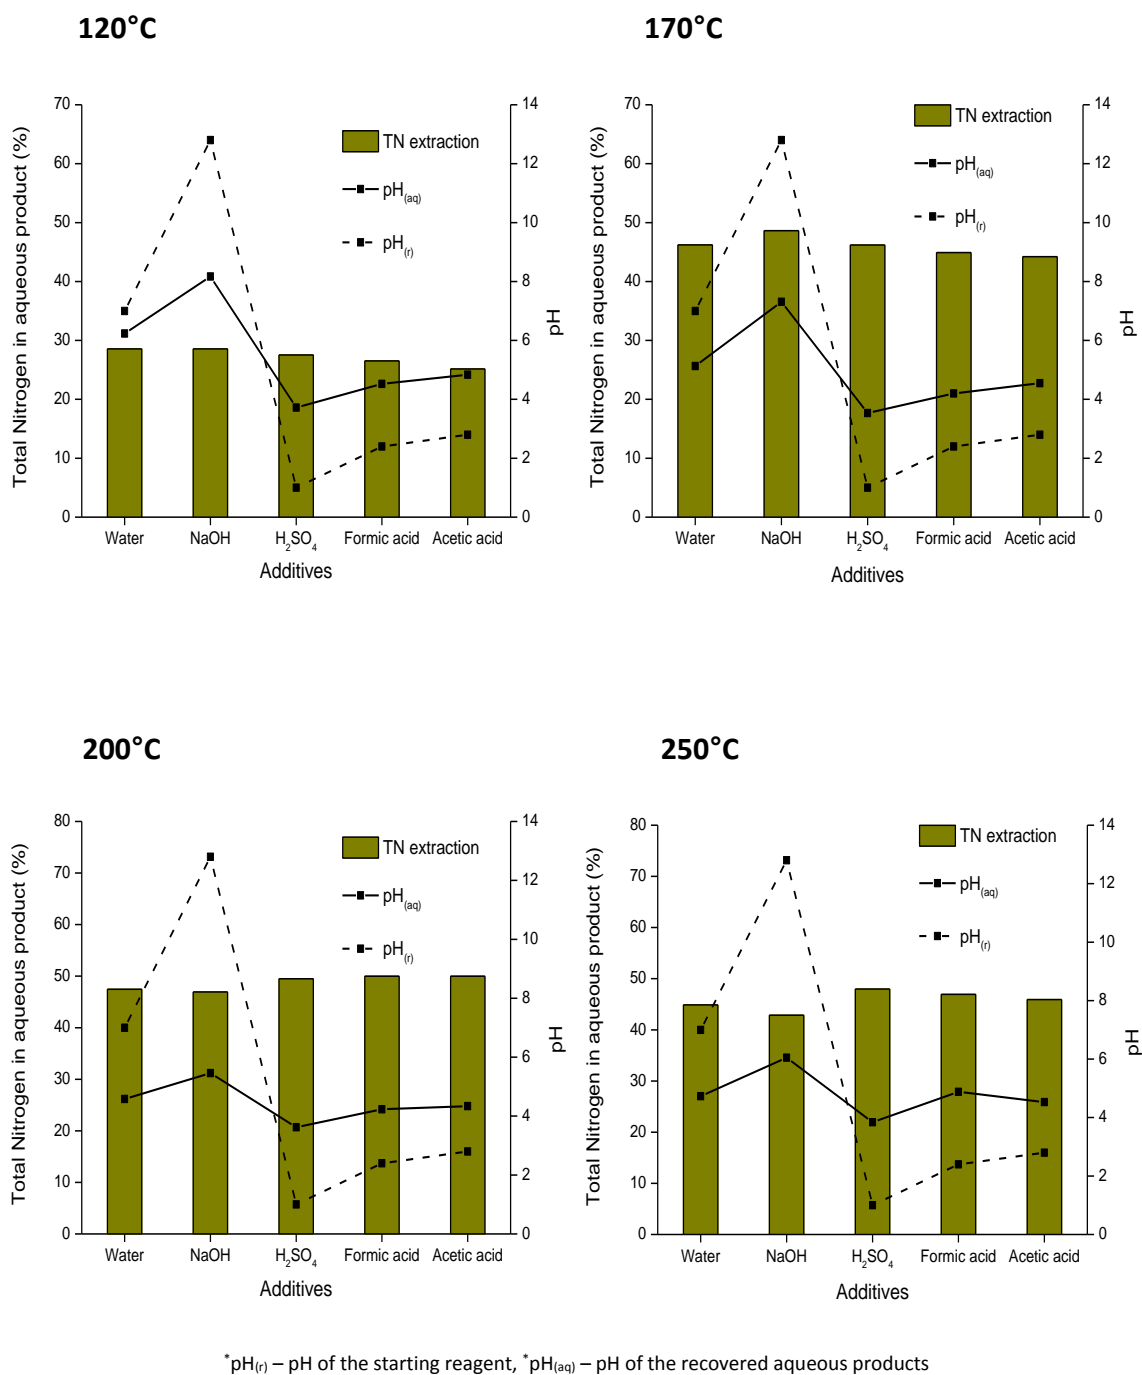 120°C
170°C
Total Nitrogen in aqueous product (%)
70
60
50
40
30
20
10
0
14
12
10
8
6
4
2
0
pH
TN extraction
pH(aq)
pH(r)
Water NaOH H₂SO₄ Formic acid Acetic acid
Additives
Total Nitrogen in aqueous product (%)
70
60
50
40
30
20
10
0
14
12
10
8
6
4
2
0
pH
TN extraction
pH(aq)
pH(r)
Water NaOH H₂SO₄ Formic acid Acetic acid
Additives
200°C
250°C
Total Nitrogen in aqueous product (%)
80
70
60
50
40
30
20
10
0
14
12
10
8
6
4
2
0
pH
TN extraction
pH(aq)
pH(r)
Water NaOH H₂SO₄ Formic acid Acetic acid
Additives
Total Nitrogen in aqueous product (%)
80
70
60
50
40
30
20
10
0
14
12
10
8
6
4
2
0
pH
TN extraction
pH(aq)
pH(r)
Water NaOH H₂SO₄ Formic acid Acetic acid
Additives
*pH(r) – pH of the starting reagent, *pH(aq) – pH of the recovered aqueous products